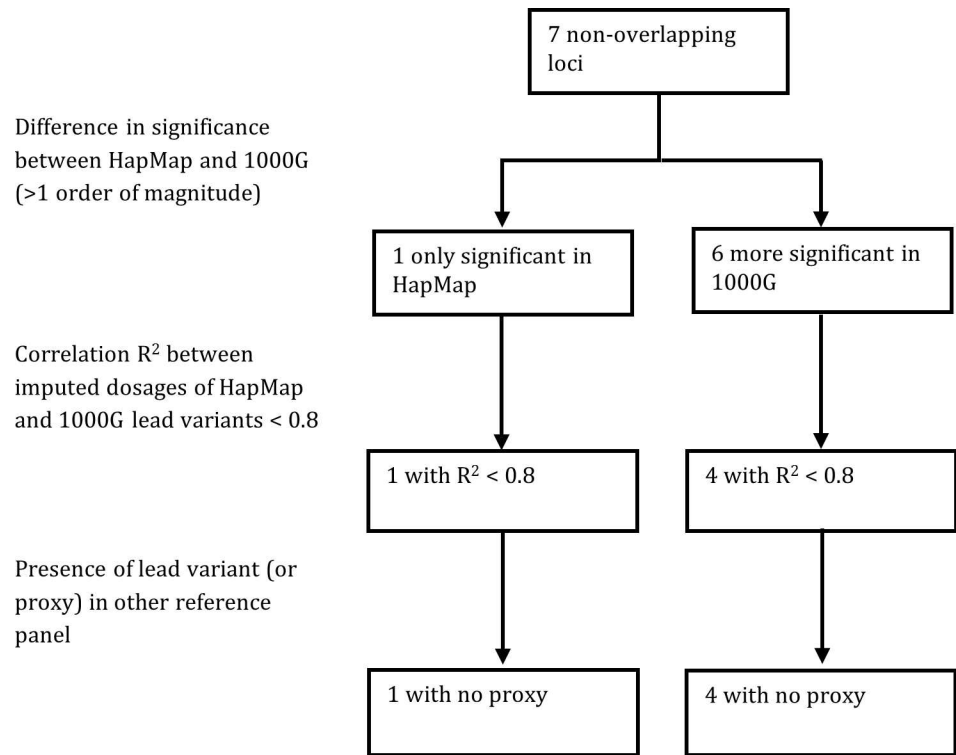 7 non-overlapping
loci
Difference in significance
between HapMap and 1000G
(>1 order of magnitude)
1 only significant in
HapMap
6 more significant in
1000G
Correlation R² between
imputed dosages of HapMap
and 1000G lead variants < 0.8
1 with R² < 0.8
4 with R² < 0.8
Presence of lead variant (or
proxy) in other reference
panel
1 with no proxy
4 with no proxy